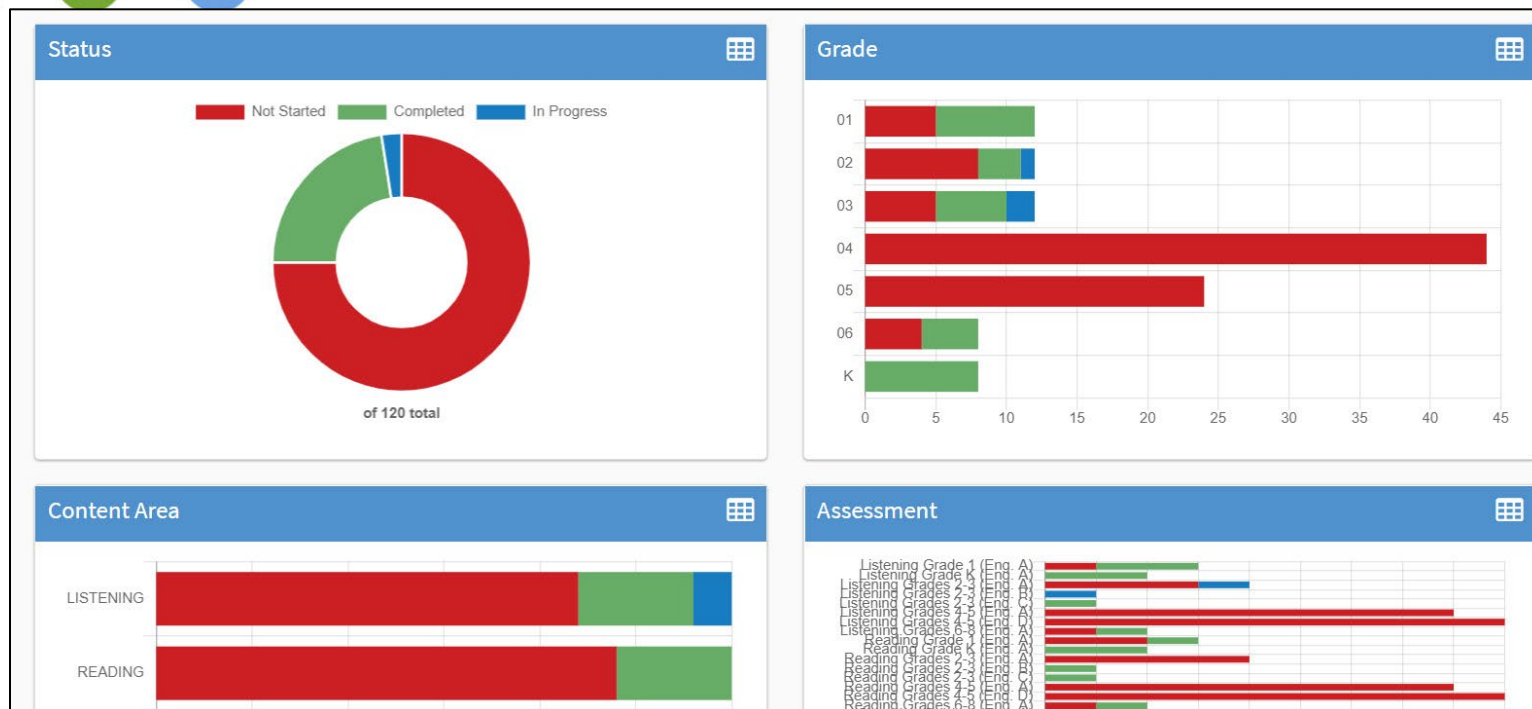 Status
Not Started Completed In Progress
of 120 total
Grade
01
02
03
04
05
06
K
0 5 10 15 20 25 30 35 40 45
Content Area
LISTENING
READING
Assessment
Listening Grade 1 (Eng. A)
Listening Grade K (Eng. A)
Listening Grades 2-3 (Eng. A)
Listening Grades 2-3 (Eng. B)
Listening Grades 2-3 (Eng. C)
Listening Grades 4-5 (Eng. A)
Listening Grades 4-5 (Eng. D)
Listening Grades 6-8 (Eng. A)
Reading Grade 1 (Eng. A)
Reading Grade K (Eng. A)
Reading Grades 2-3 (Eng. A)
Reading Grades 2-3 (Eng. B)
Reading Grades 2-3 (Eng. C)
Reading Grades 4-5 (Eng. A)
Reading Grades 4-5 (Eng. D)
Reading Grades 6-8 (Eng. A)